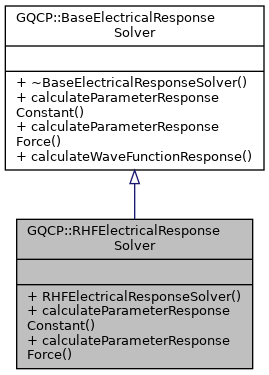 GQCP::BaseElectricalResponse
Solver
+ ~BaseElectricalResponseSolver()
+ calculateParameterResponse
Constant()
+ calculateParameterResponse
Force()
+ calculateWaveFunctionResponse()
GQCP::RHFElectricalResponse
Solver
+ RHFElectricalResponseSolver()
+ calculateParameterResponse
Constant()
+ calculateParameterResponse
Force()